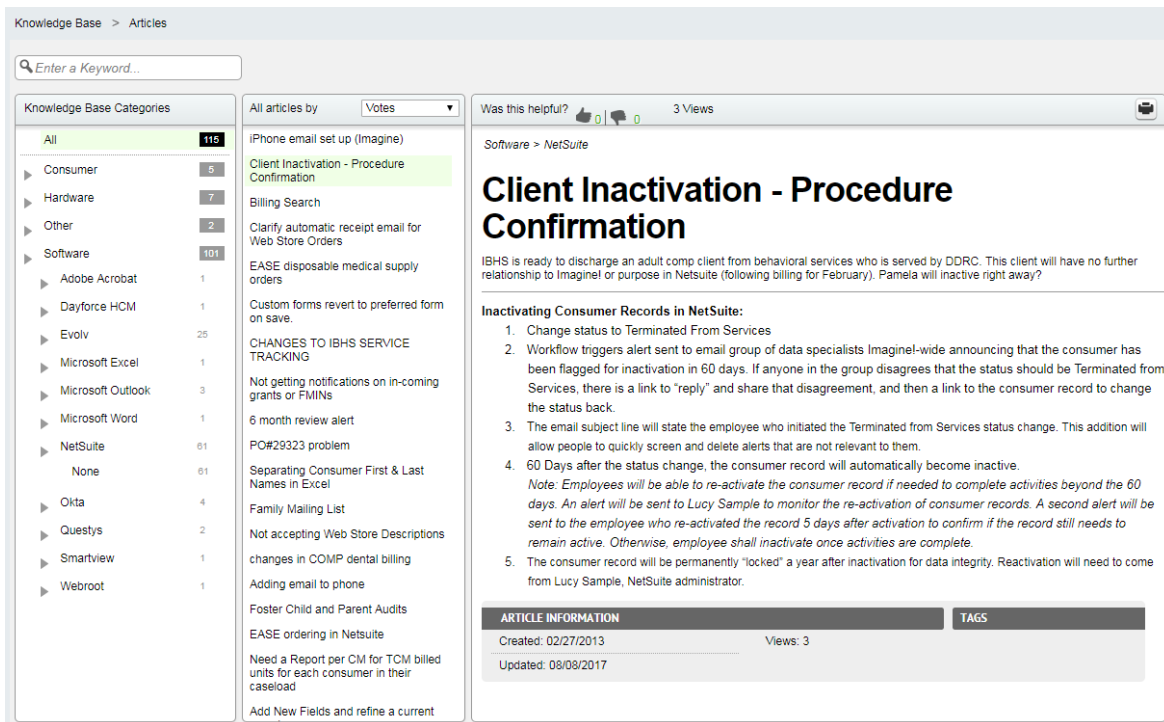 Knowledge Base > Articles
Enter a Keyword...
Knowledge Base Categories
All 115
Consumer 5
Hardware 7
Other 2
Software 101
Adobe Acrobat 1
Dayforce HCM 1
Evolv 25
Microsoft Excel 1
Microsoft Outlook 3
Microsoft Word 1
NetSuite 61
None 61
Okta 4
Questys 2
Smartview 1
Webroot 1
All articles by Votes
iPhone email set up (Imagine)
Client Inactivation - Procedure
Confirmation
Billing Search
Clarify automatic receipt email for
Web Store Orders
EASE disposable medical supply
orders
Custom forms revert to preferred form
on save.
CHANGES TO IBHS SERVICE
TRACKING
Not getting notifications on in-coming
grants or FMINs
6 month review alert
PO#29323 problem
Separating Consumer First & Last
Names in Excel
Family Mailing List
Not accepting Web Store Descriptions
changes in COMP dental billing
Adding email to phone
Foster Child and Parent Audits
EASE ordering in Netsuite
Need a Report per CM for TCM billed
units for each consumer in their
caseload
Add New Fields and refine a current
Was this helpful? 0 | 0 3 Views
Software > NetSuite
Client Inactivation - Procedure
Confirmation
IBHS is ready to discharge an adult comp client from behavioral services who is served by DDRC. This client will have no further
relationship to Imagine! or purpose in Netsuite (following billing for February). Pamela will inactive right away?
Inactivating Consumer Records in NetSuite:
1. Change status to Terminated From Services
2. Workflow triggers alert sent to email group of data specialists Imagine!-wide announcing that the consumer has
been flagged for inactivation in 60 days. If anyone in the group disagrees that the status should be Terminated from
Services, there is a link to “reply” and share that disagreement, and then a link to the consumer record to change
the status back.
3. The email subject line will state the employee who initiated the Terminated from Services status change. This addition will
allow people to quickly screen and delete alerts that are not relevant to them.
4. 60 Days after the status change, the consumer record will automatically become inactive.
Note: Employees will be able to re-activate the consumer record if needed to complete activities beyond the 60
days. An alert will be sent to Lucy Sample to monitor the re-activation of consumer records. A second alert will be
sent to the employee who re-activated the record 5 days after activation to confirm if the record still needs to
remain active. Otherwise, employee shall inactivate once activities are complete.
5. The consumer record will be permanently “locked” a year after inactivation for data integrity. Reactivation will need to come
from Lucy Sample, NetSuite administrator.
ARTICLE INFORMATION
Created: 02/27/2013 Views: 3
Updated: 08/08/2017
TAGS